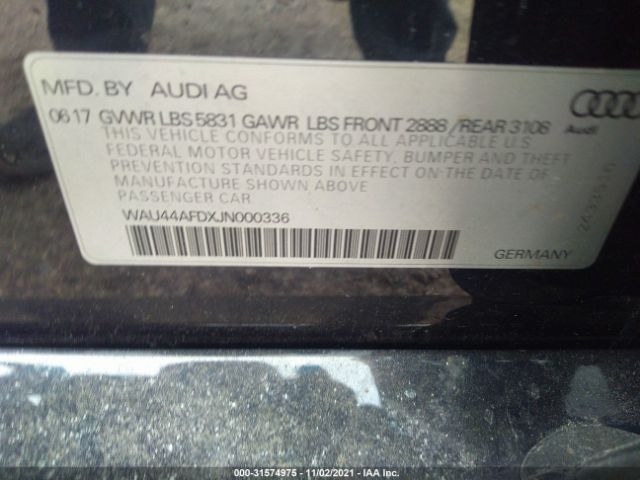 MFD. BY AUDI AG
06 17 GVWR LBS 5831 GAWR LBS FRONT 2888 /REAR 3108
Audi
THIS VEHICLE CONFORMS TO ALL APPLICABLE U.S.
FEDERAL MOTOR VEHICLE SAFETY, BUMPER AND THEFT
PREVENTION STANDARDS IN EFFECT ON THE DATE OF
MANUFACTURE SHOWN ABOVE
PASSENGER CAR
WAU44AFDXJN000336
GERMANY
000-31574975 - 11/02/2021 - IAA Inc.